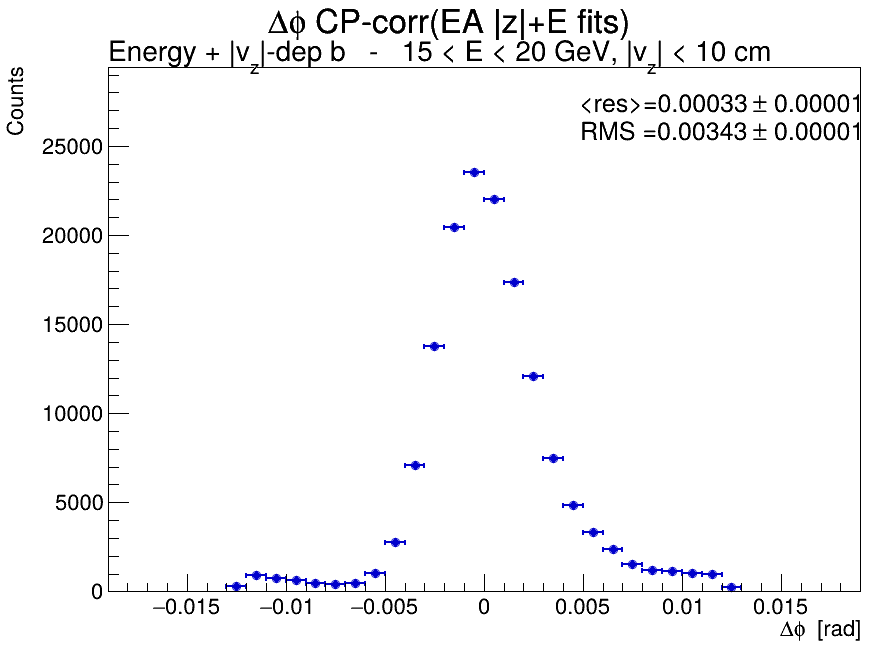 Δϕ CP-corr(EA |z|+E fits)
Energy + |v_z|-dep b - 15 < E < 20 GeV, |v_z| < 10 cm
<res>=0.00033 ± 0.00001
RMS =0.00343 ± 0.00001
Counts
25000
20000
15000
10000
5000
0
−0.015 −0.01 −0.005 0 0.005 0.01 0.015
Δϕ [rad]